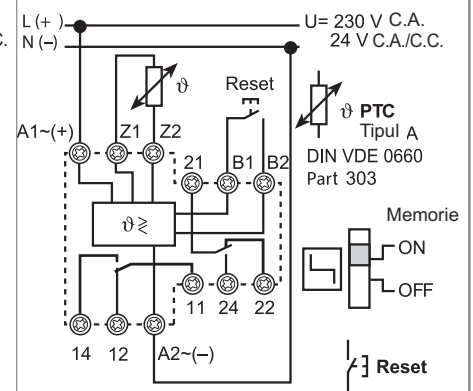 L (+ )
U= 230 V C.A.
C. N (–)
24 V C.A./C.C.
ϑ
Reset
ϑ PTC
Tipul A
A1~(+)
Z1
Z2
DIN VDE 0660
Part 303
21
B1
B2
Memorie
ON
ϑ≷
OFF
11
24
22
14
12
A2~(–)
Reset